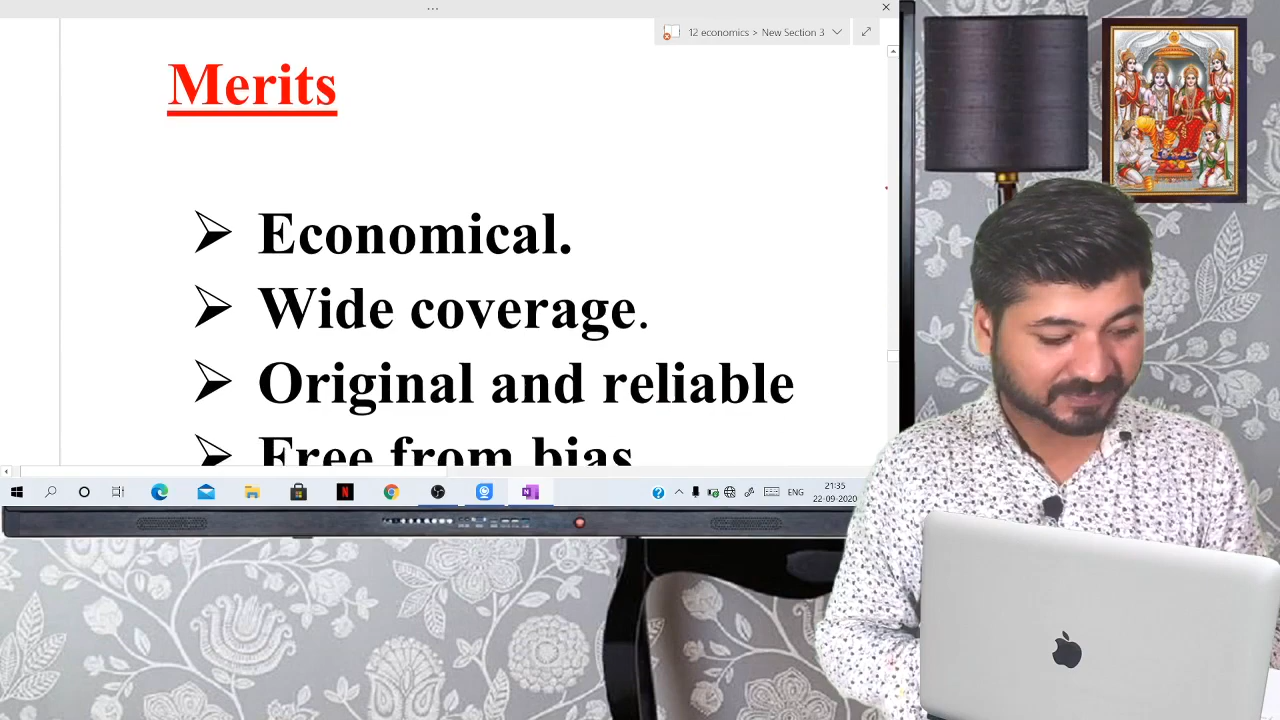 12 economics > New Section 3
Merits
➢ Economical.
➢ Wide coverage.
➢ Original and reliable
➢ Free from bias
ENG
21:35
22-09-2020